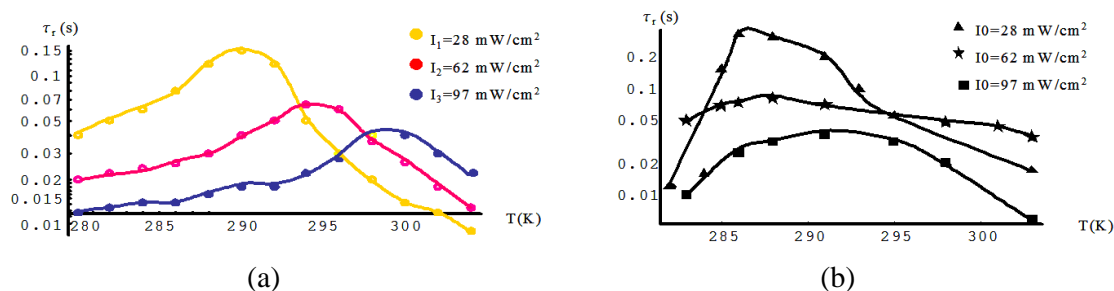 τr (s)
0.15
0.1
0.07
0.05
0.03
0.02
0.015
0.01
280 290 295 300
T(K)
I1=28 mW/cm2
I2=62 mW/cm2
I3=97 mW/cm2
(a)
τr (s)
0.2
0.1
0.05
0.02
0.01
285 291 295 300
T(K)
I0=28 mW/cm2
I0=62 mW/cm2
I0=97 mW/cm2
(b)